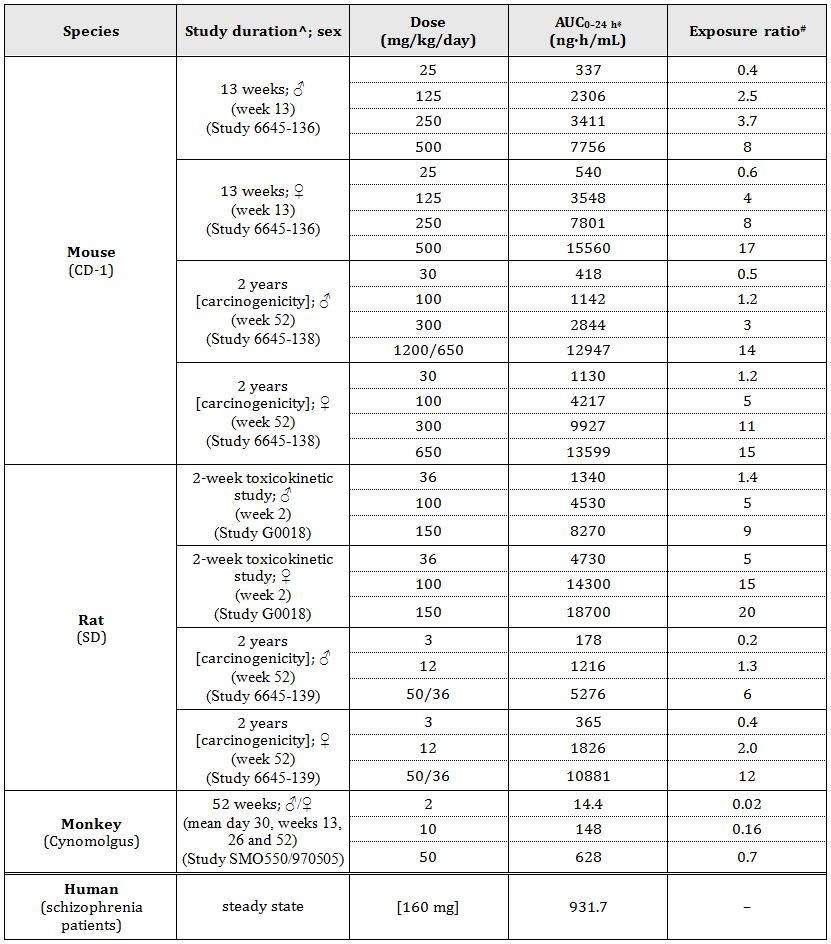 Species Study duration^; sex Dose (mg/kg/day) AUC0–24 h* (ng·h/mL) Exposure ratio#
Mouse
(CD-1)
13 weeks; ♂
(week 13)
(Study 6645-136)
25 337 0.4
125 2306 2.5
250 3411 3.7
500 7756 8
13 weeks; ♀
(week 13)
(Study 6645-136)
25 540 0.6
125 3548 4
250 7801 8
500 15560 17
2 years
[carcinogenicity]; ♂
(week 52)
(Study 6645-138)
30 418 0.5
100 1142 1.2
300 2844 3
1200/650 12947 14
2 years
[carcinogenicity]; ♀
(week 52)
(Study 6645-138)
30 1130 1.2
100 4217 5
300 9927 11
650 13599 15
Rat
(SD)
2-week toxicokinetic
study; ♂
(week 2)
(Study G0018)
36 1340 1.4
100 4530 5
150 8270 9
2-week toxicokinetic
study; ♀
(week 2)
(Study G0018)
36 4730 5
100 14300 15
150 18700 20
2 years
[carcinogenicity]; ♂
(week 52)
(Study 6645-139)
3 178 0.2
12 1216 1.3
50/36 5276 6
2 years
[carcinogenicity]; ♀
(week 52)
(Study 6645-139)
3 365 0.4
12 1826 2.0
50/36 10881 12
Monkey
(Cynomolgus)
52 weeks; ♂/♀
(mean day 30, weeks 13,
26 and 52)
(Study SMO550/970505)
2 14.4 0.02
10 148 0.16
50 628 0.7
Human
(schizophrenia
patients)
steady state [160 mg] 931.7 –